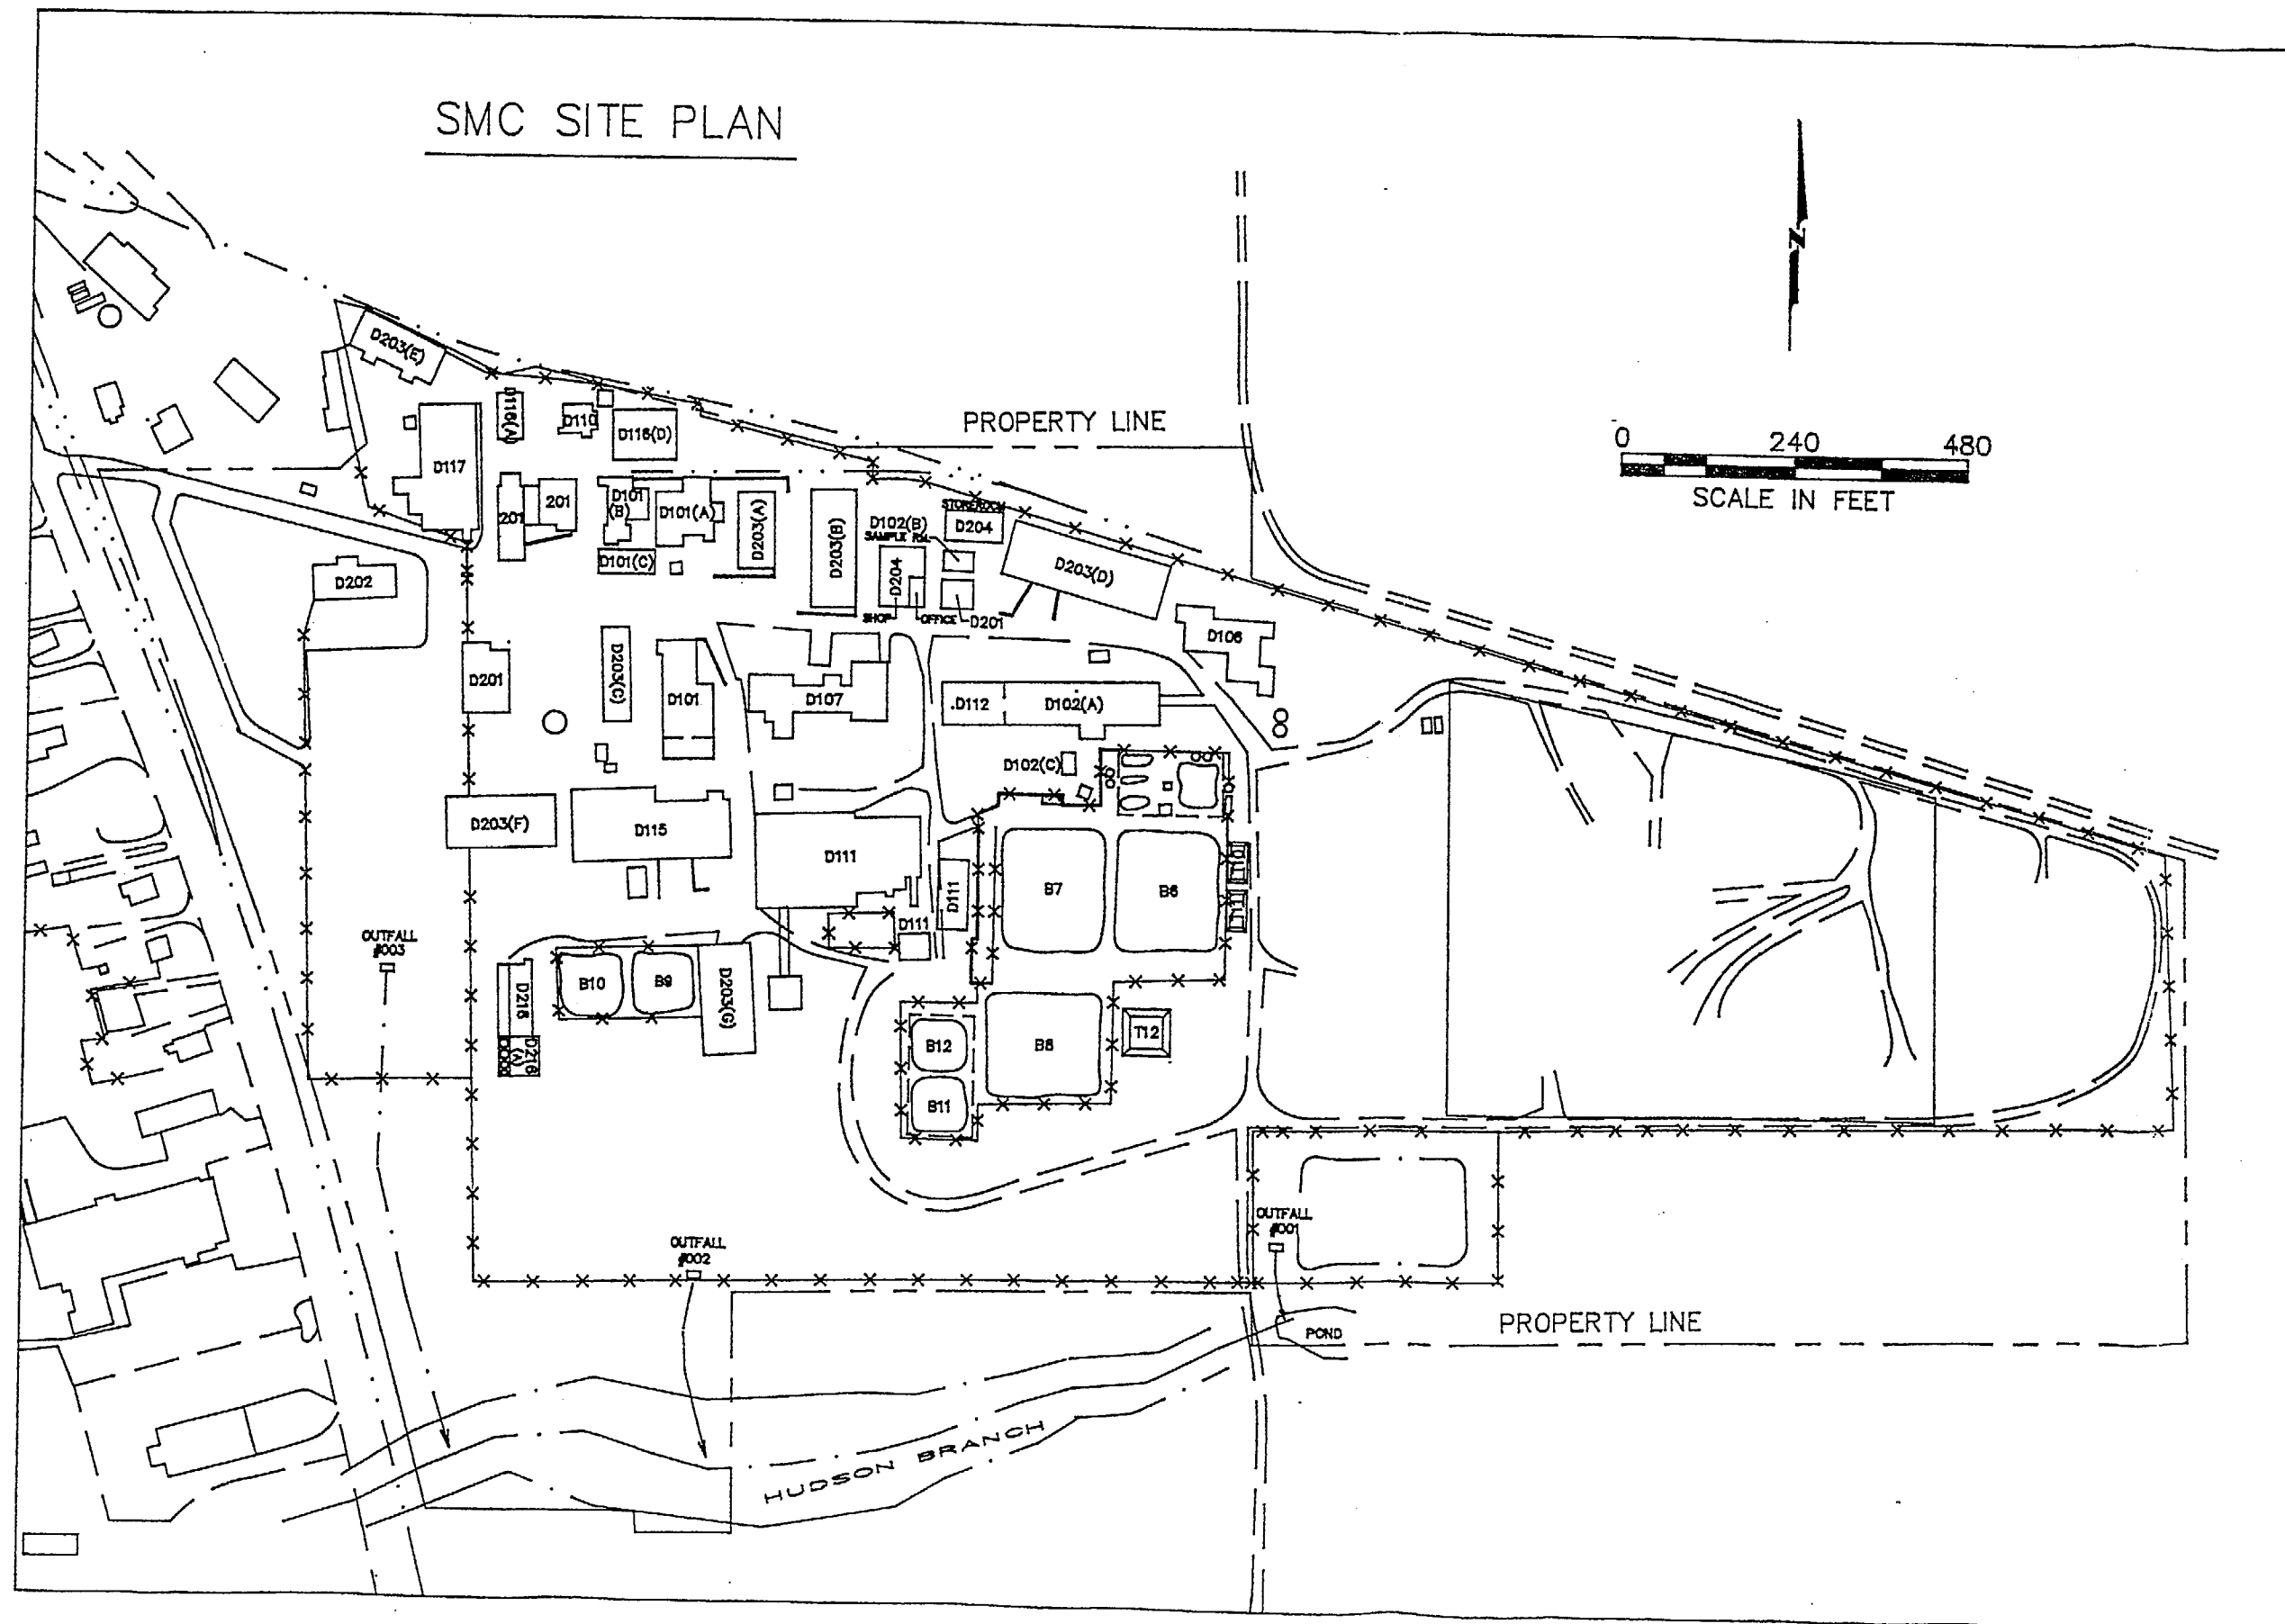 SMC SITE PLAN
N
0 240 480
SCALE IN FEET
PROPERTY LINE
D203(E)
D116(A)
D110
D116(D)
D117
201
201
D101
(B)
D101(A)
D101(C)
D203(A)
D203(B)
D102(B)
SAMPLE RM.
STOREROOM
D204
D204
SHOP
OFFICE
D201
D203(D)
D106
D202
D201
D203(C)
D101
D107
.D112
D102(A)
D102(C)
D203(F)
D115
D111
D111
D111
B7
B6
OUTFALL
#003
D216
D216
(A)
B10
B9
D203(G)
B12
B11
B8
T12
OUTFALL
#002
OUTFALL
#001
POND
PROPERTY LINE
HUDSON BRANCH